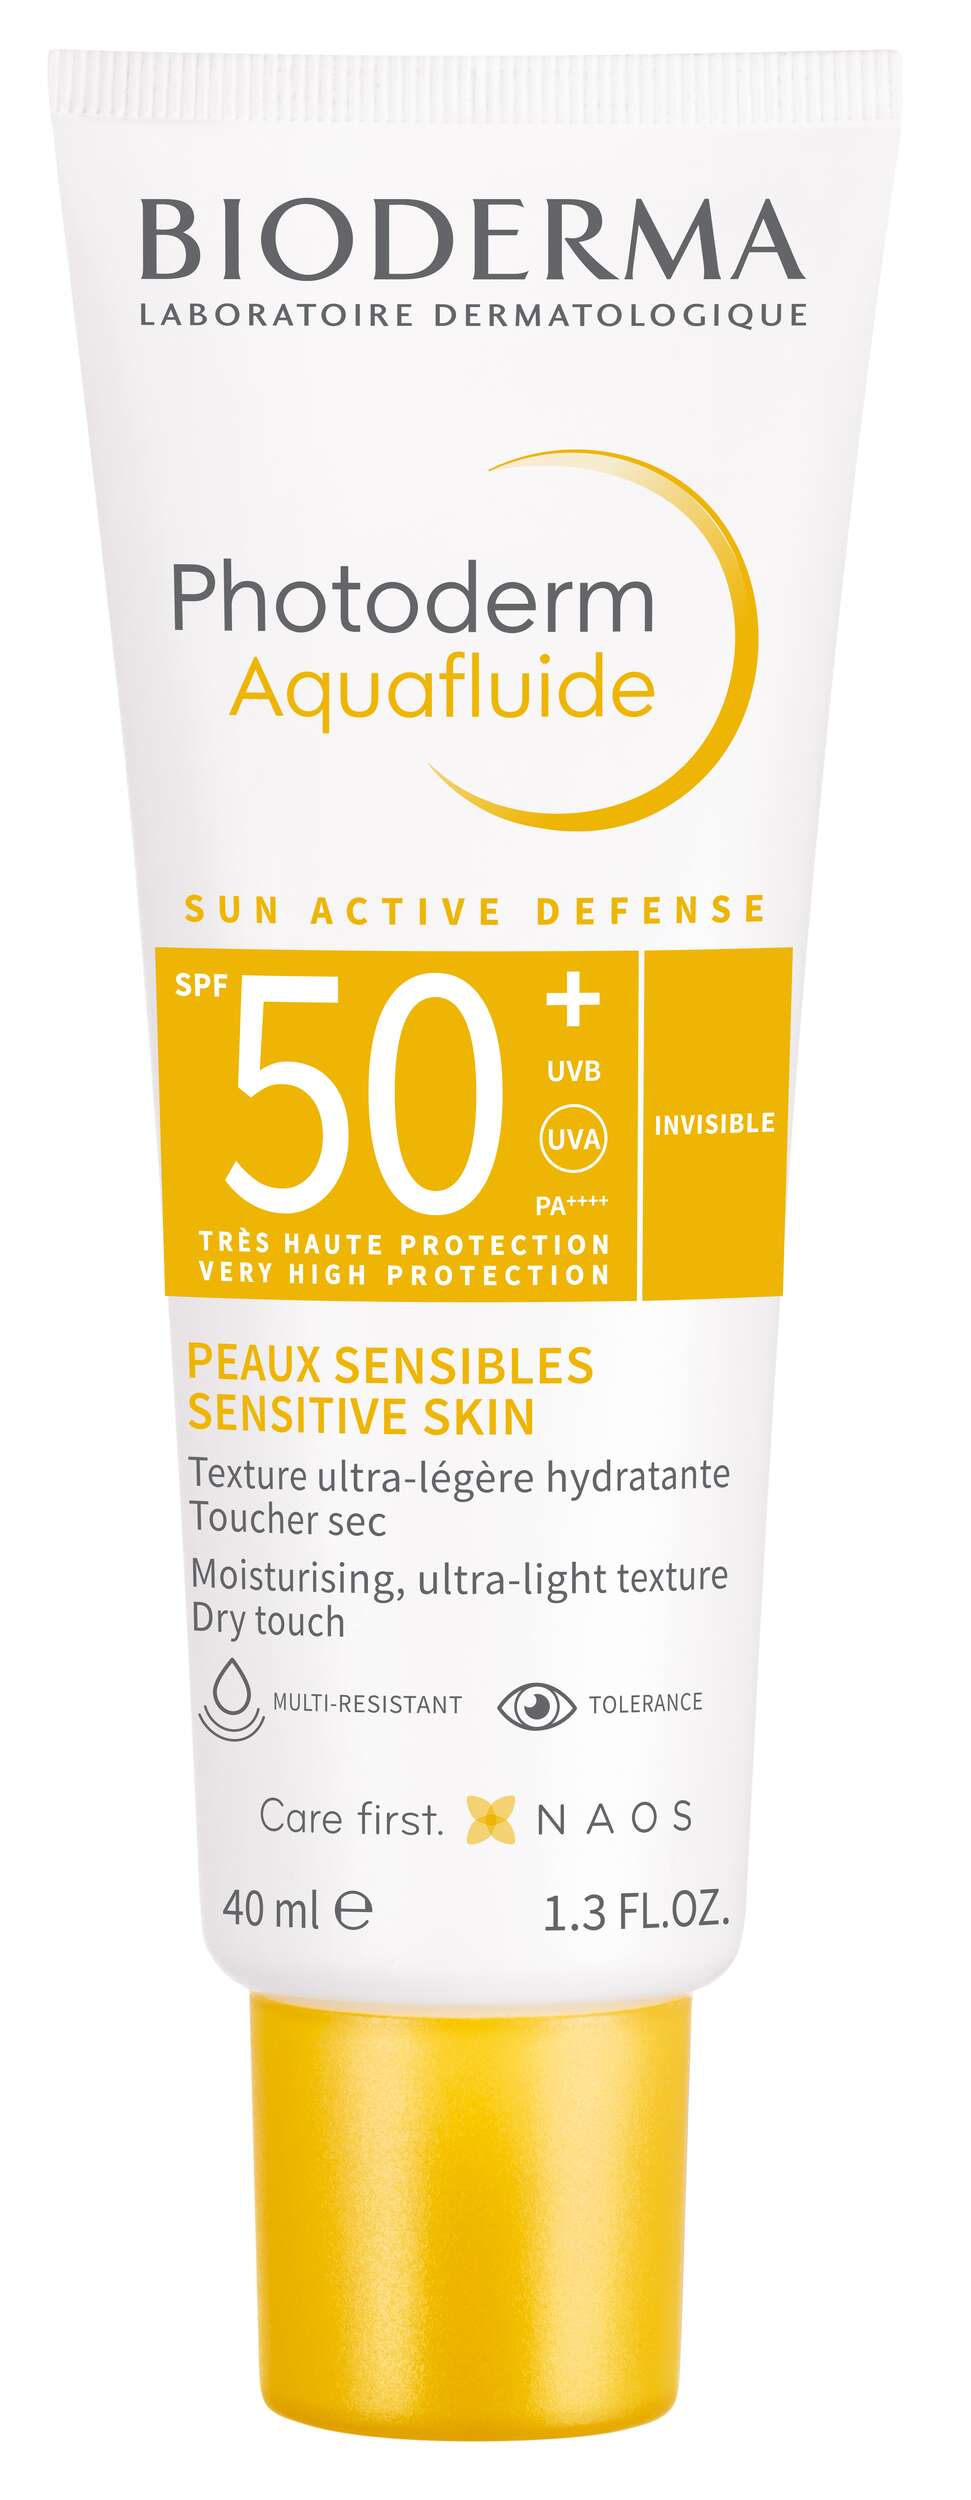 BIODERMA
LABORATOIRE DERMATOLOGIQUE
Photoderm
Aquafluide
SUN ACTIVE DEFENSE
SPF 50+
UVB
UVA
PA++++
INVISIBLE
TRÈS HAUTE PROTECTION
VERY HIGH PROTECTION
PEAUX SENSIBLES
SENSITIVE SKIN
Texture ultra-légère hydratante
Toucher sec
Moisturising, ultra-light texture
Dry touch
MULTI-RESISTANT TOLERANCE
Care first. NAOS
40 ml e 1.3 FL.OZ.